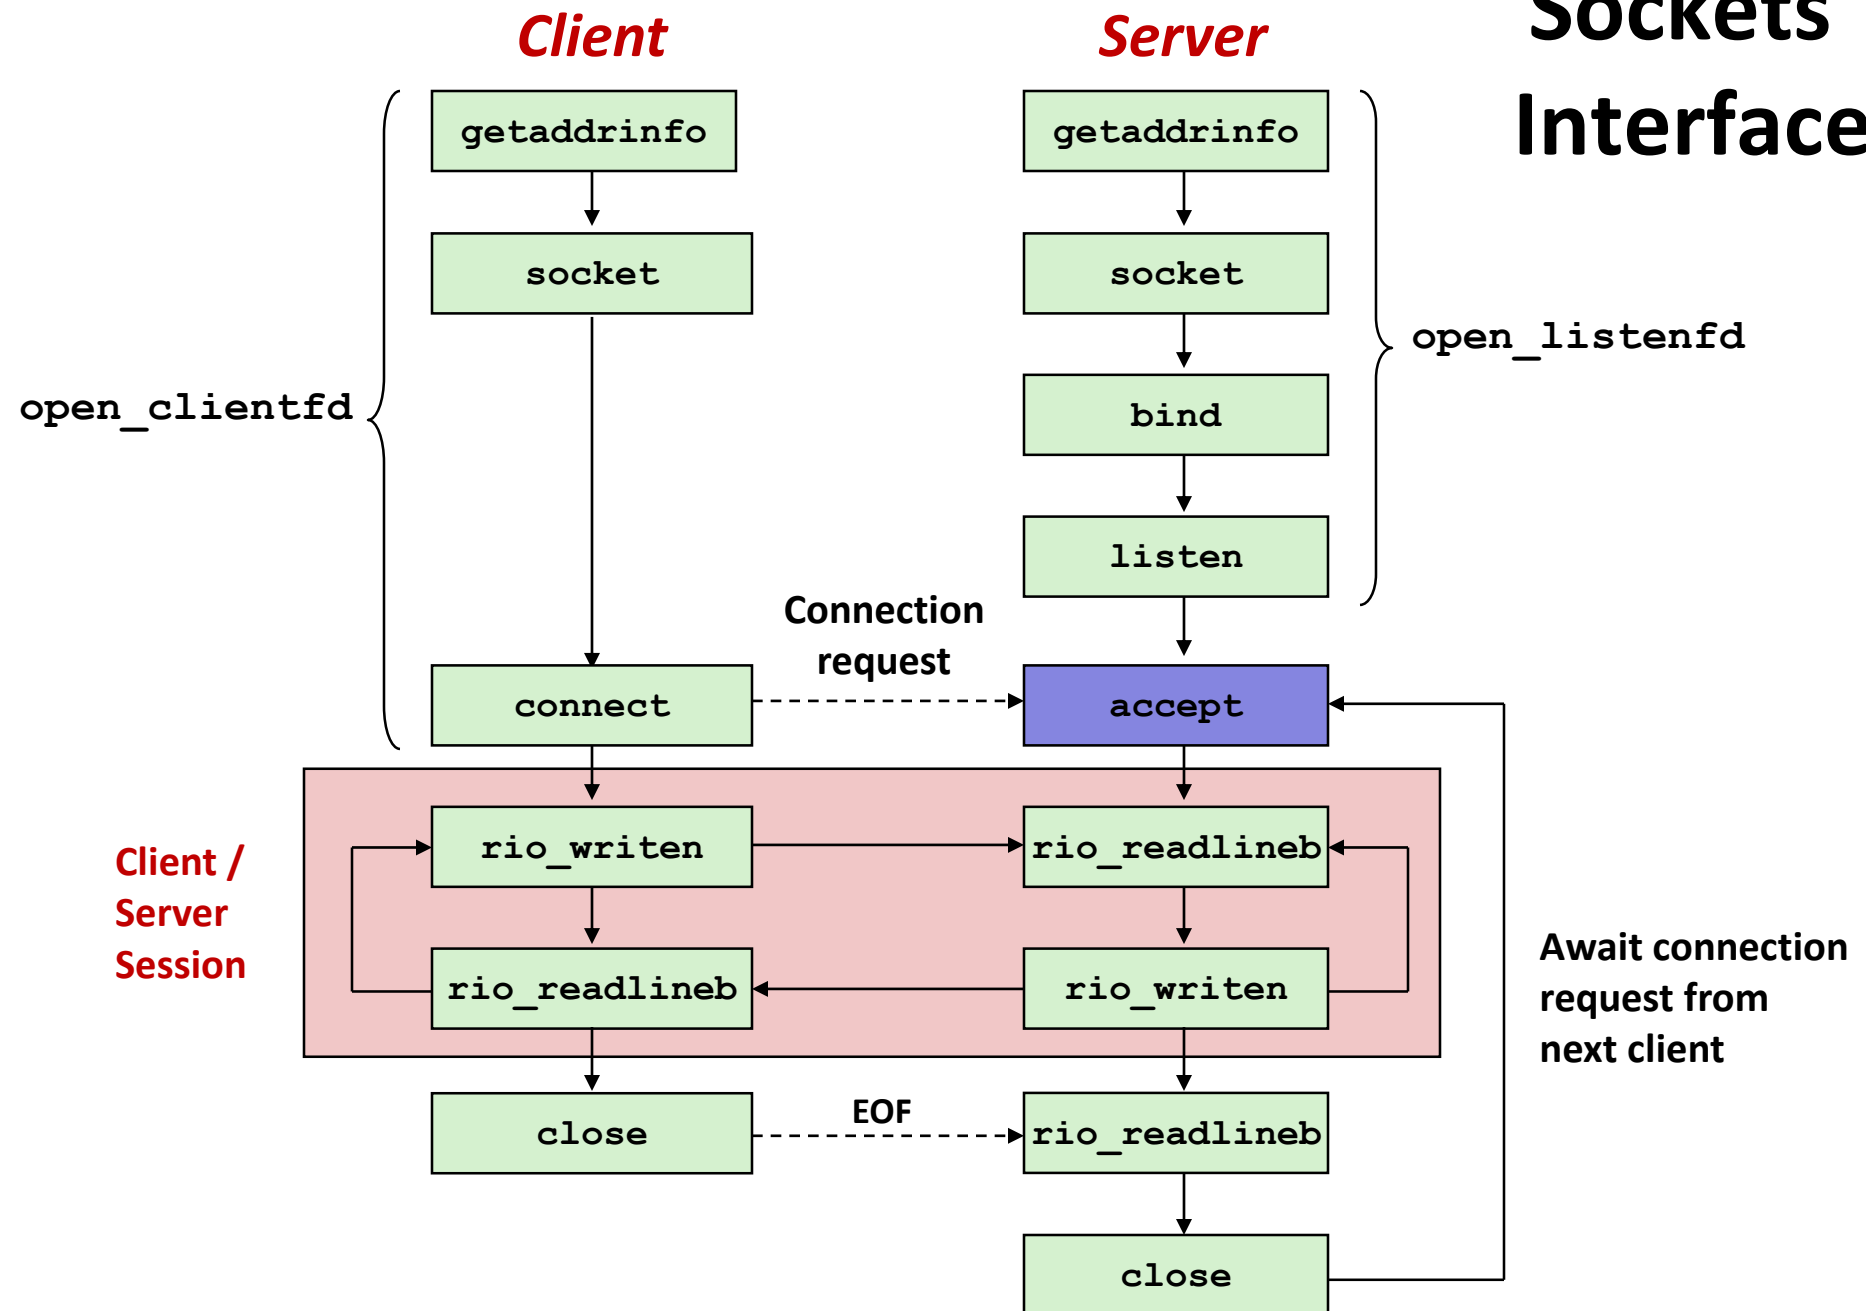 Sockets
Interface
Client
Server
getaddrinfo
getaddrinfo
socket
socket
open_listenfd
open_clientfd
bind
listen
Connection
request
connect
accept
Client /
Server
Session
rio_writen
rio_readlineb
rio_readlineb
rio_writen
Await connection
request from
next client
close
EOF
rio_readlineb
close